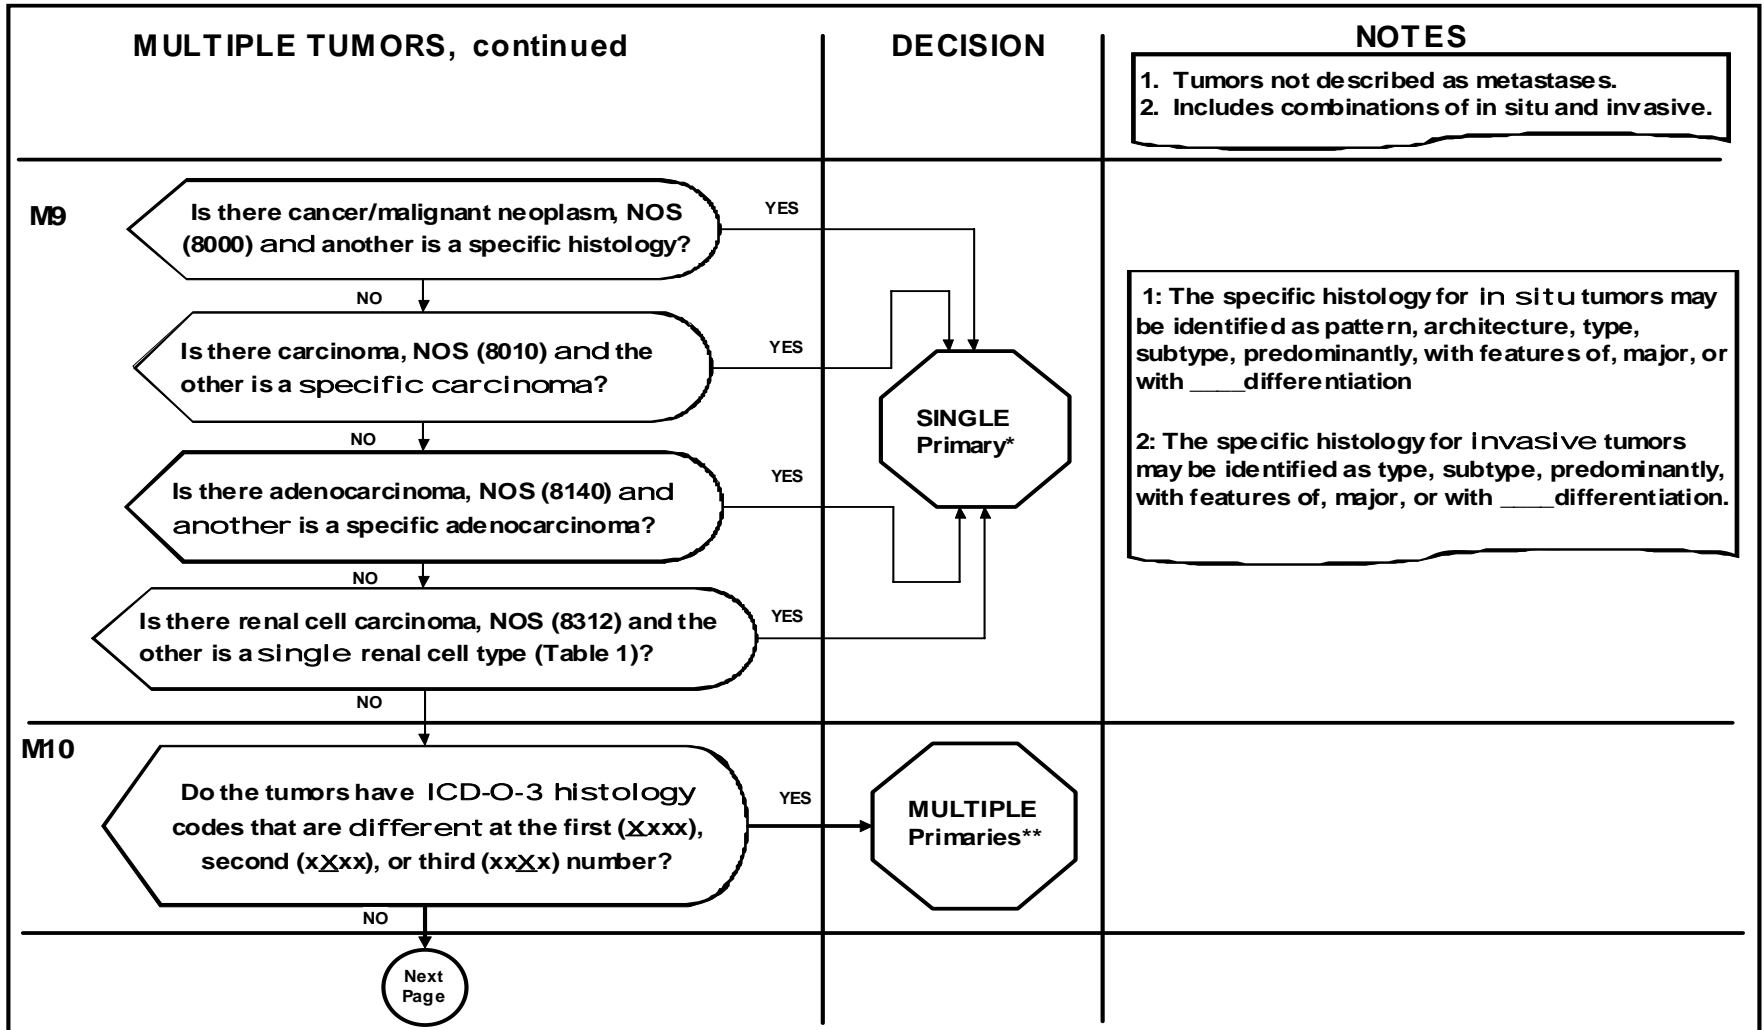 MULTIPLE TUMORS, continued
DECISION
NOTES
1. Tumors not described as metastases.
2. Includes combinations of in situ and invasive.
M9
Is there cancer/malignant neoplasm, NOS
(8000) and another is a specific histology?
YES
NO
Is there carcinoma, NOS (8010) and the
other is a specific carcinoma?
YES
NO
Is there adenocarcinoma, NOS (8140) and
another is a specific adenocarcinoma?
YES
NO
Is there renal cell carcinoma, NOS (8312) and the
other is a single renal cell type (Table 1)?
YES
NO
SINGLE
Primary*
1: The specific histology for in situ tumors may
be identified as pattern, architecture, type,
subtype, predominantly, with features of, major, or
with ____differentiation
2: The specific histology for invasive tumors
may be identified as type, subtype, predominantly,
with features of, major, or with ____differentiation.
M10
Do the tumors have ICD-O-3 histology
codes that are different at the first (Xxxx),
second (xXxx), or third (xxXx) number?
YES
NO
MULTIPLE
Primaries**
Next
Page